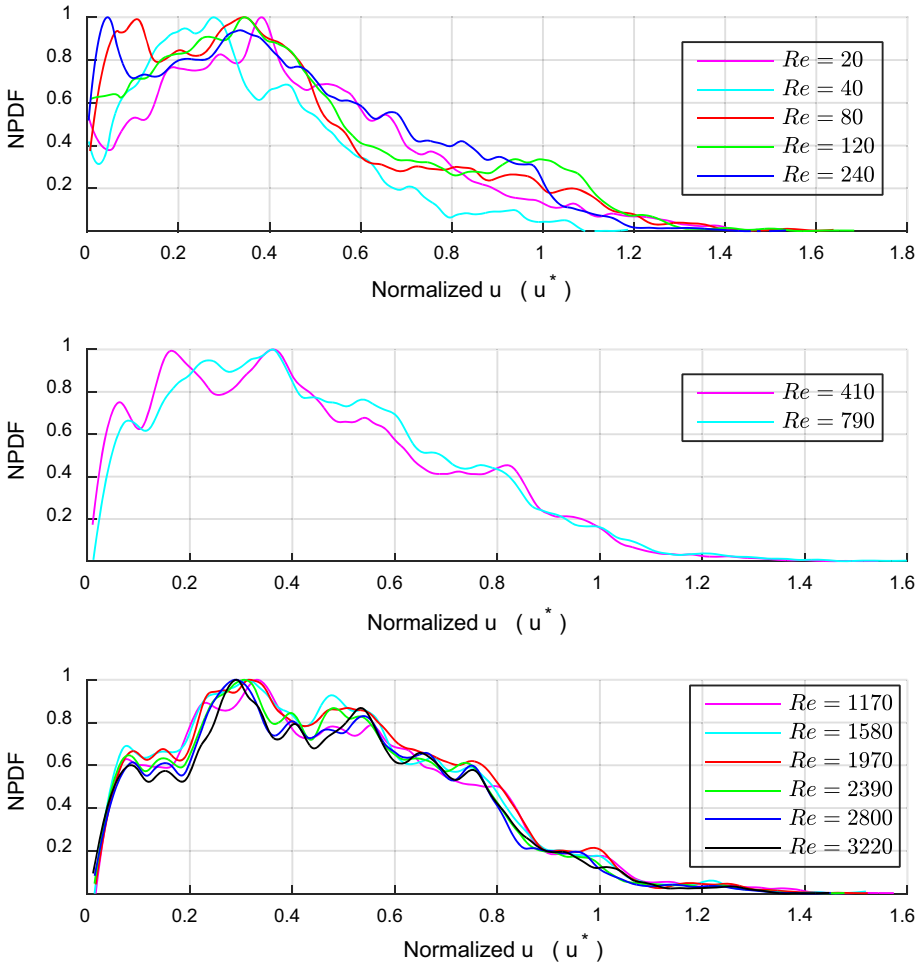 1
0.8
0.6
0.4
0.2
NPDF
Re = 20
Re = 40
Re = 80
Re = 120
Re = 240
0 0.2 0.4 0.6 0.8 1.0 1.2 1.4 1.6 1.8
Normalized u (u*)
1
0.8
0.6
0.4
0.2
NPDF
Re = 410
Re = 790
0 0.2 0.4 0.6 0.8 1 1.2 1.4 1.6
Normalized u (u*)
1
0.8
0.6
0.4
0.2
NPDF
Re = 1170
Re = 1580
Re = 1970
Re = 2390
Re = 2800
Re = 3220
0 0.2 0.4 0.6 0.8 1 1.2 1.4 1.6
Normalized u (u*)